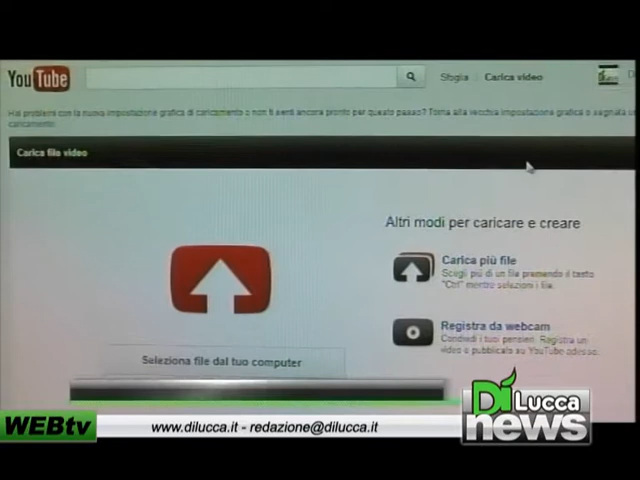 YouTube
Sfoglia
Carica video
Hai problemi con la nuova impostazione grafica di caricamento o non ti senti ancora pronto per questo passo? Torna alla vecchia impostazione grafica o segnala
caricamento.
Carica file video
Altri modi per caricare e creare
Carica più file
Scegli più di un file premendo il tasto
"Ctrl" mentre selezioni i file.
Registra da webcam
Condividi i tuoi pensieri. Registra un
video e pubblicalo su YouTube adesso.
Seleziona file dal tuo computer
WEBtv
www.dilucca.it - redazione@dilucca.it
Di Lucca
news